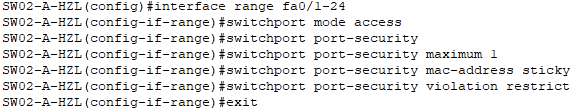 SW02-A-HZL(config)#interface range fa0/1-24
SW02-A-HZL(config-if-range)#switchport mode access
SW02-A-HZL(config-if-range)#switchport port-security
SW02-A-HZL(config-if-range)#switchport port-security maximum 1
SW02-A-HZL(config-if-range)#switchport port-security mac-address sticky
SW02-A-HZL(config-if-range)#switchport port-security violation restrict
SW02-A-HZL(config-if-range)#exit